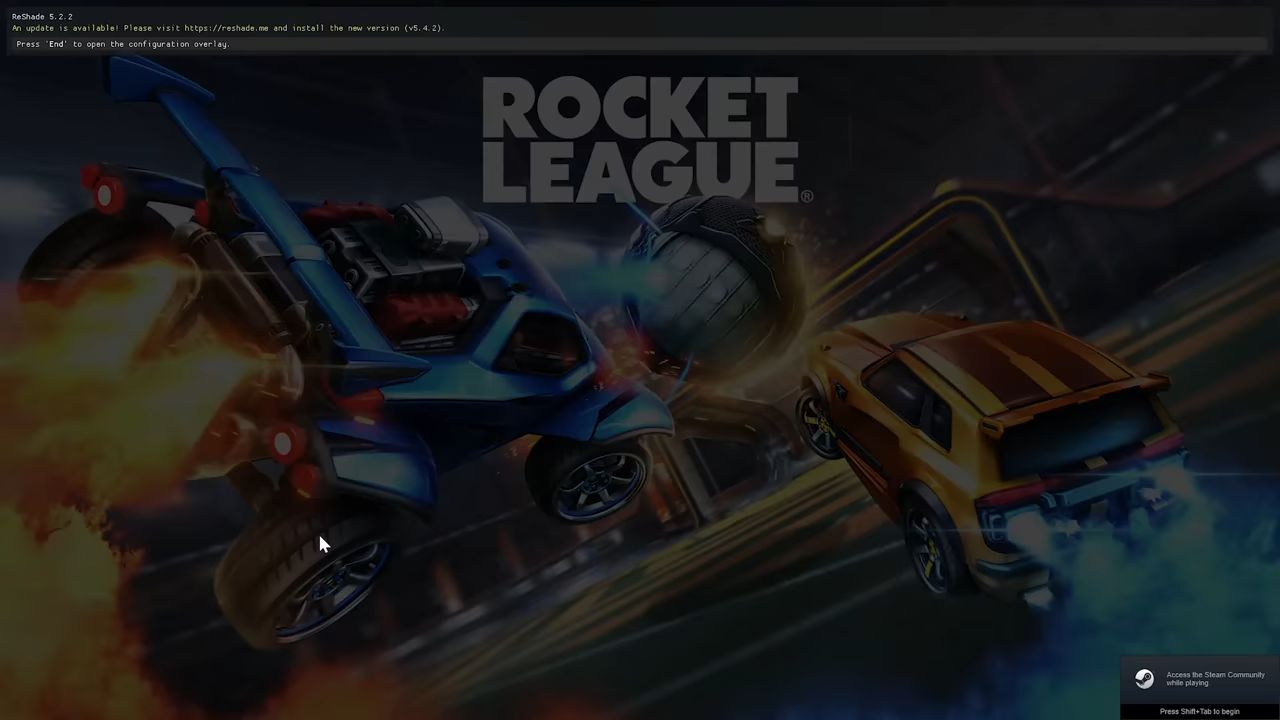 ReShade 5.2.2
An update is available! Please visit https://reshade.me and install the new version (v5.4.2).
Press 'End' to open the configuration overlay.
ROCKET
LEAGUE®
Access the Steam Community
while playing
Press Shift+Tab to begin